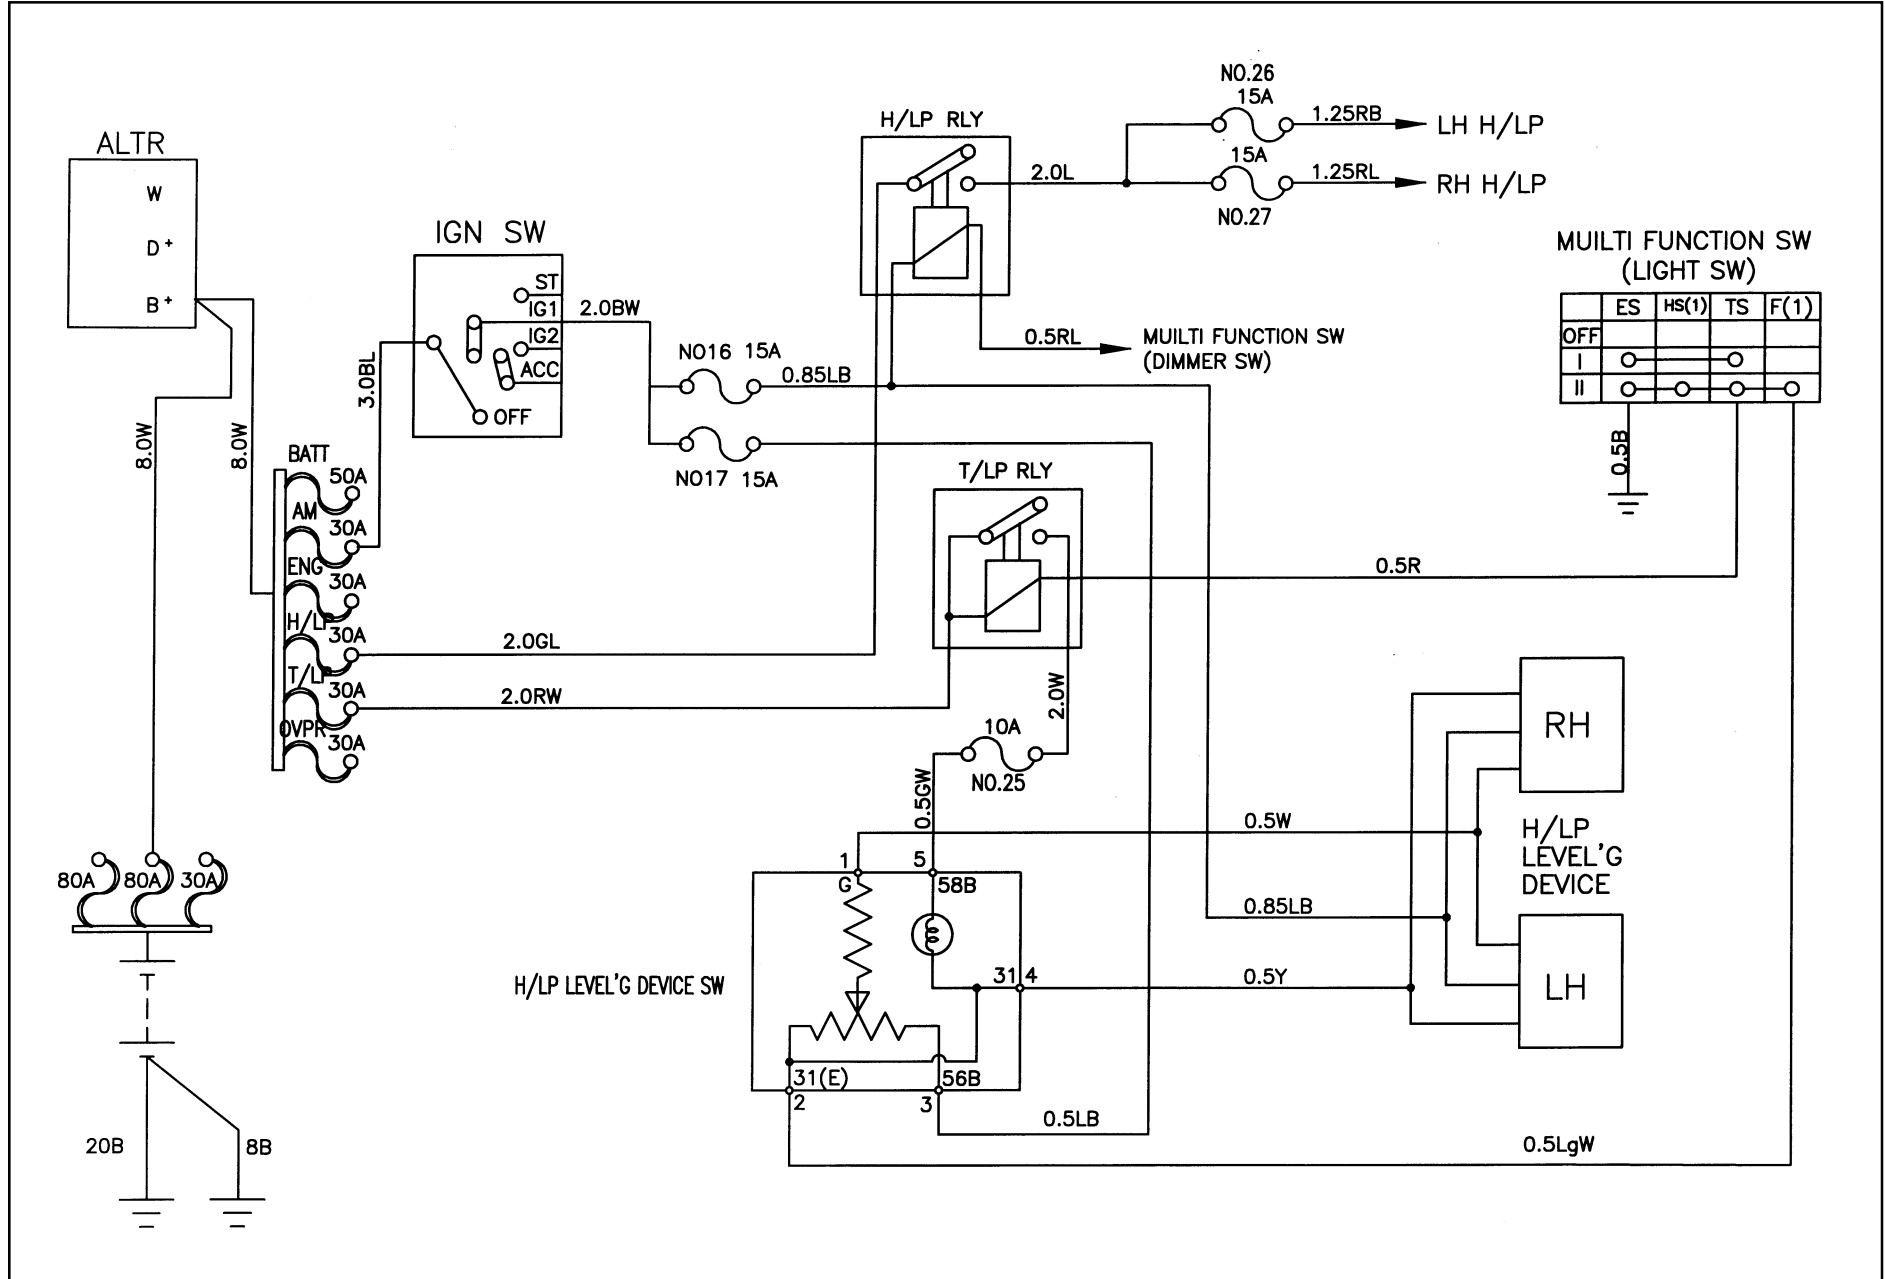 NO.26
15A
1.25RB
LH H/LP
15A
1.25RL
RH H/LP
NO.27
H/LP RLY
2.0L
ALTR
W
D+
B+
IGN SW
ST
IG1
IG2
ACC
OFF
2.0BW
3.0BL
0.5RL
MUILTI FUNCTION SW
(DIMMER SW)
MUILTI FUNCTION SW
(LIGHT SW)
ES HS(1) TS F(1)
OFF
I
II
0.5B
NO16 15A
0.85LB
NO17 15A
8.0W
8.0W
BATT
50A
AM
30A
ENG
30A
H/LP
30A
T/LP
30A
OVPR
30A
T/LP RLY
0.5R
2.0GL
2.0RW
2.0W
10A
NO.25
0.5GW
0.5W
RH
H/LP
LEVEL'G
DEVICE
LH
80A 80A 30A
1
G
5
58B
0.85LB
31 4
0.5Y
H/LP LEVEL'G DEVICE SW
31(E)
2
56B
3
0.5LB
0.5LgW
20B
8B